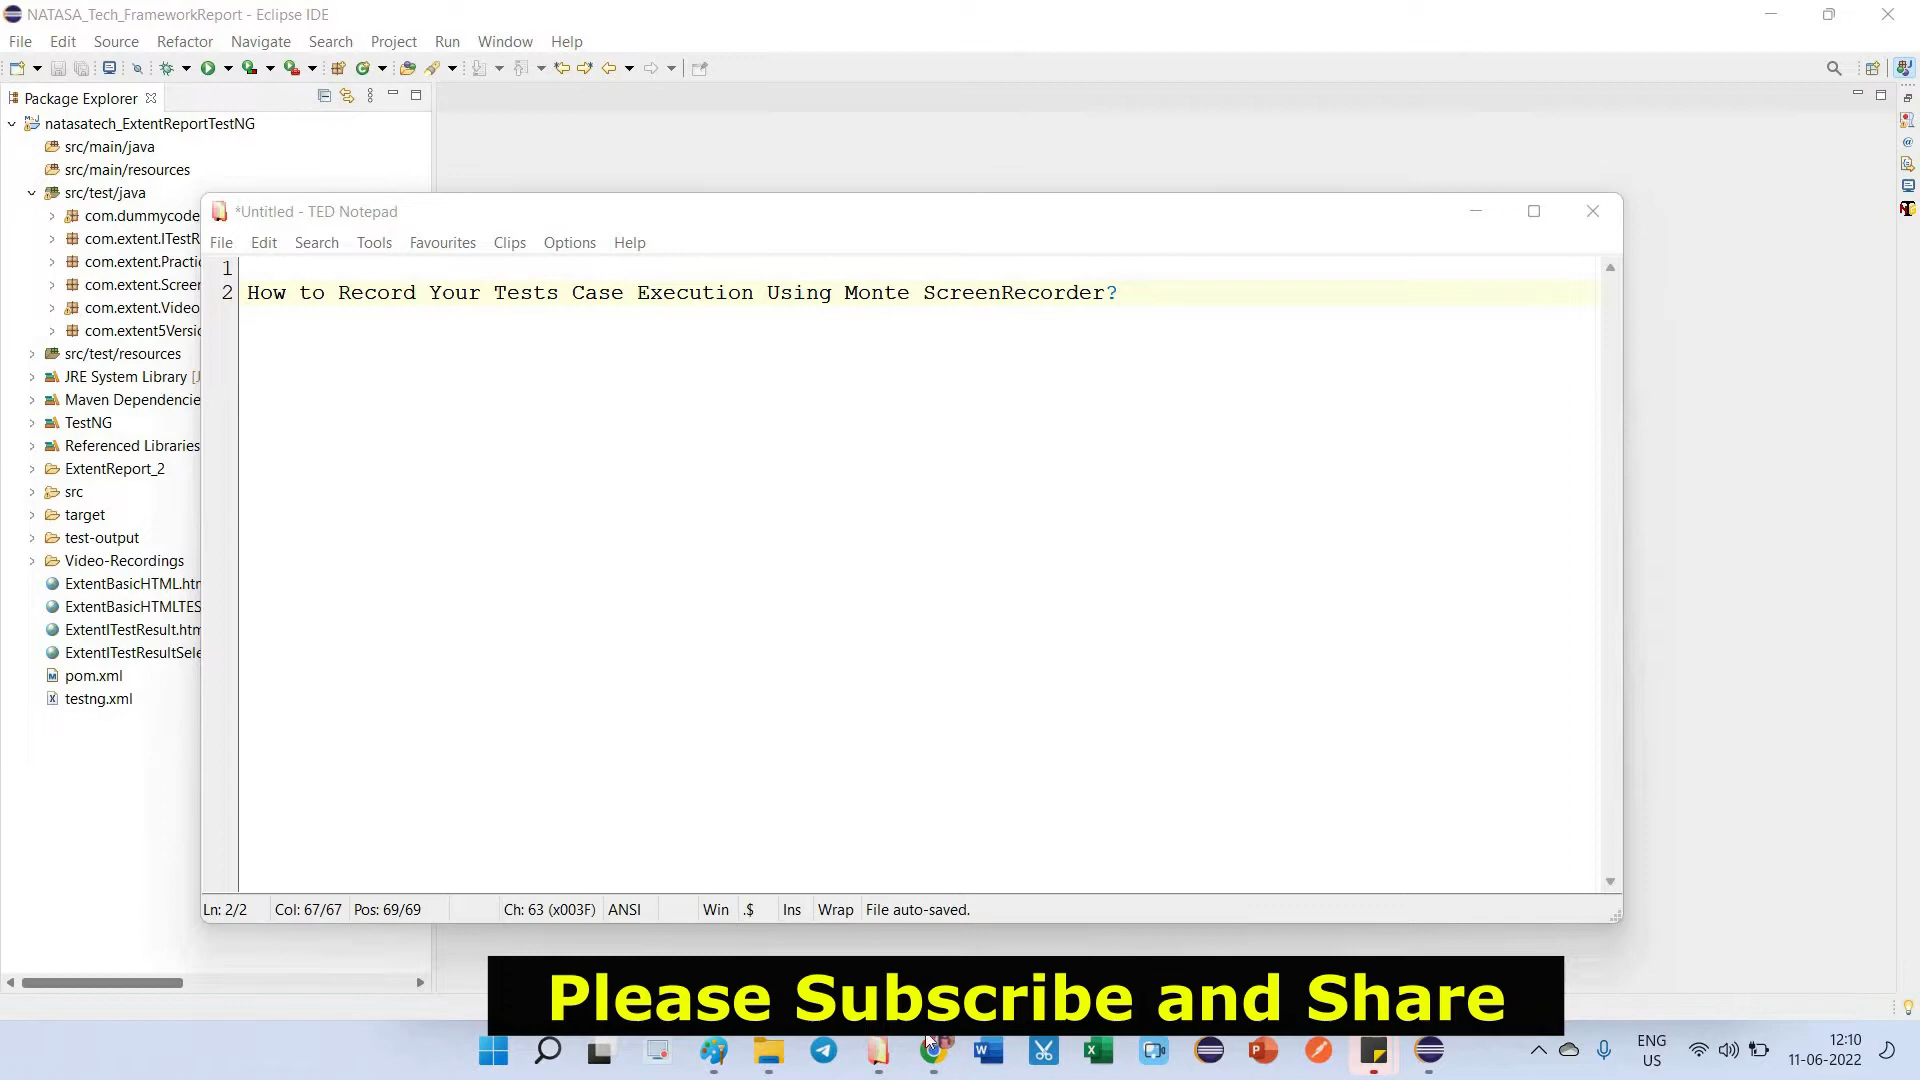 NATASA_Tech_FrameworkReport - Eclipse IDE
File Edit Source Refactor Navigate Search Project Run Window Help
Package Explorer
natasatech_ExtentReportTestNG
src/main/java
src/main/resources
src/test/java
com.dummycode
com.extent.ITestR
com.extent.Practi
com.extent.Scree
com.extent.Video
com.extent5Versi
src/test/resources
JRE System Library [J
Maven Dependencie
TestNG
Referenced Libraries
ExtentReport_2
src
target
test-output
Video-Recordings
ExtentBasicHTML.htm
ExtentBasicHTMLTES
ExtentITestResult.htm
ExtentITestResultSele
pom.xml
testng.xml
*Untitled - TED Notepad
File Edit Search Tools Favourites Clips Options Help
1
2 How to Record Your Tests Case Execution Using Monte ScreenRecorder?
Ln: 2/2 Col: 67/67 Pos: 69/69 Ch: 63 (x003F) ANSI Win .$ Ins Wrap File auto-saved.
Please Subscribe and Share
ENG
US
12:10
11-06-2022